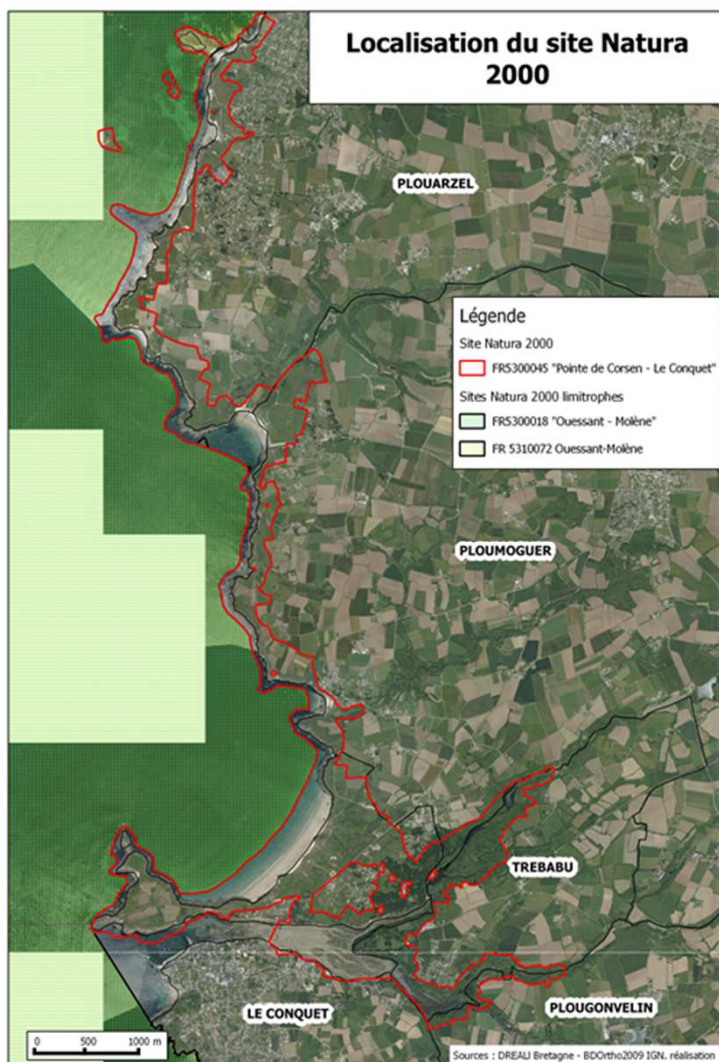 Localisation du site Natura
2000
PLOUARZEL
Légende
Site Natura 2000
FR5300045 "Pointe de Corsen - Le Conquet"
Sites Natura 2000 limitrophes
FR5300018 "Ouessant - Molène"
FR 5310072 Ouessant-Molène
PLOUMOGUER
TREBABU
LE CONQUET
PLOUGONVELIN
0 500 1000 m
Sources : DREALI Bretagne - BDOrtho2009 IGN. réalisation